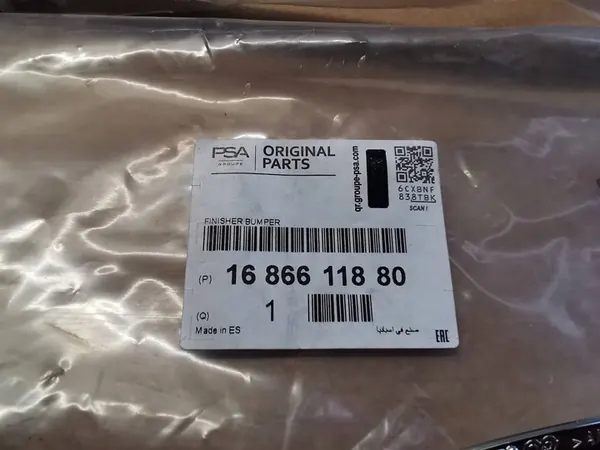 PSA
GROUPE
ORIGINAL
PARTS
qr.groupe-psa.com
6CXBNF
838TBK
SCAN!
FINISHER BUMPER
(P) 16 866 118 80
(Q) 1
Made in ES
صنع في اسبانيا
EAC